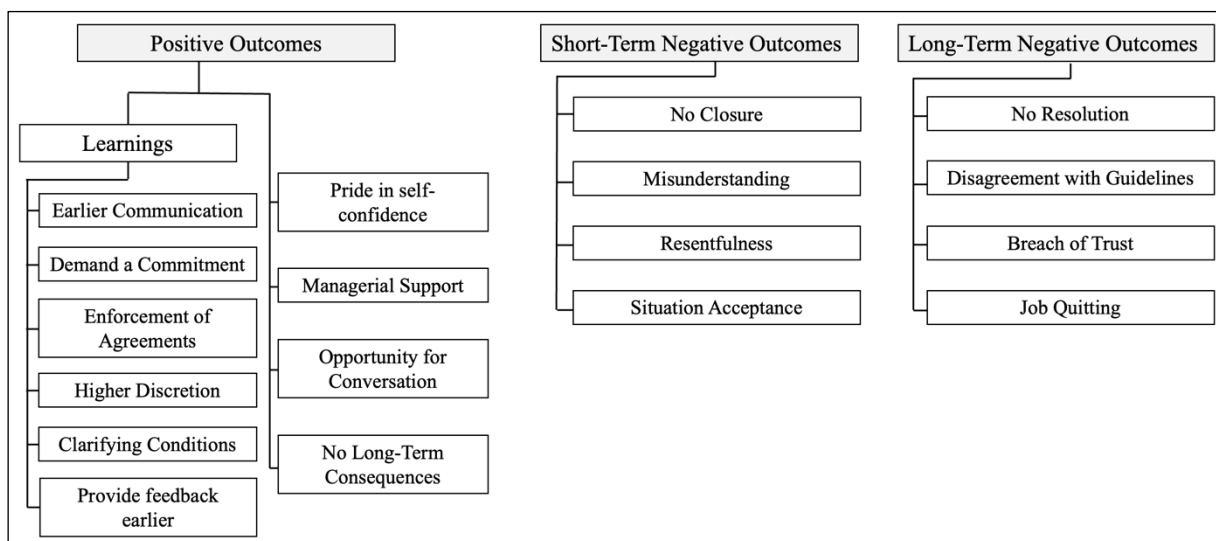 Positive Outcomes
Learnings
Earlier Communication
Demand a Commitment
Enforcement of
Agreements
Higher Discretion
Clarifying Conditions
Provide feedback
earlier
Pride in self-
confidence
Managerial Support
Opportunity for
Conversation
No Long-Term
Consequences
Short-Term Negative Outcomes
No Closure
Misunderstanding
Resentfulness
Situation Acceptance
Long-Term Negative Outcomes
No Resolution
Disagreement with Guidelines
Breach of Trust
Job Quitting